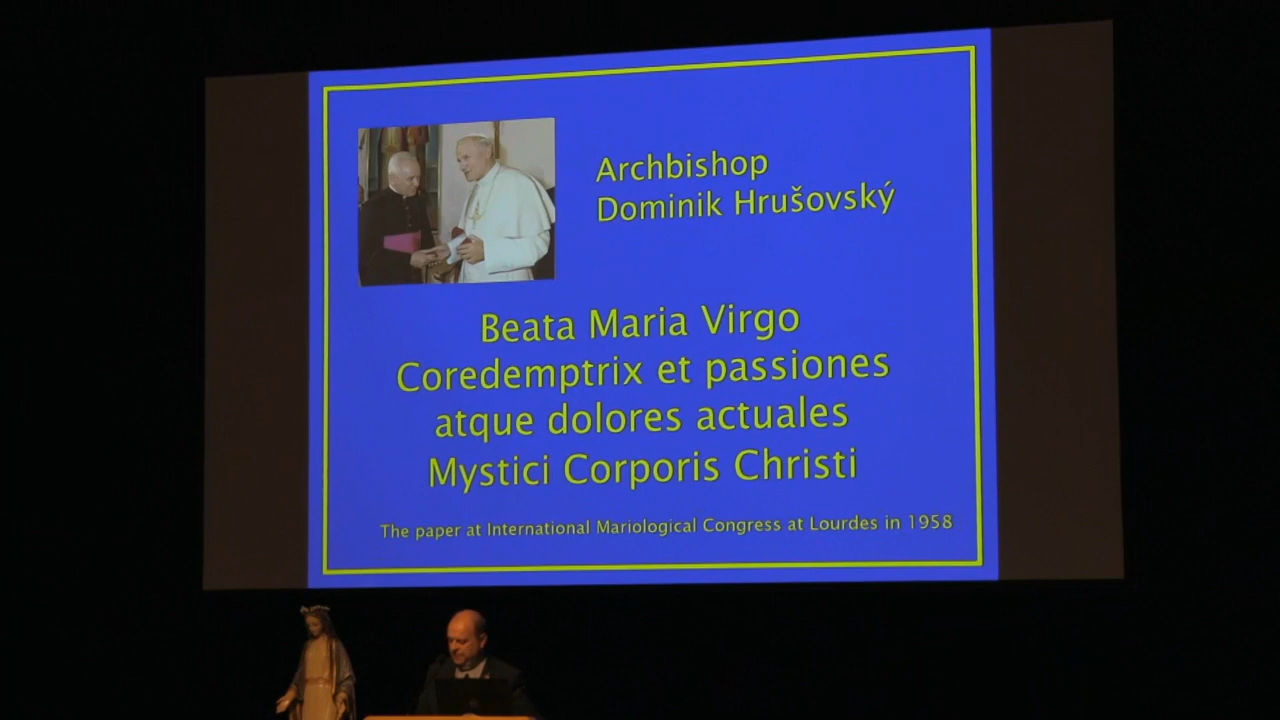 Archbishop
Dominik Hrušovský
Beata Maria Virgo
Coredemptrix et passiones
atque dolores actuales
Mystici Corporis Christi
The paper at International Mariological Congress at Lourdes in 1958